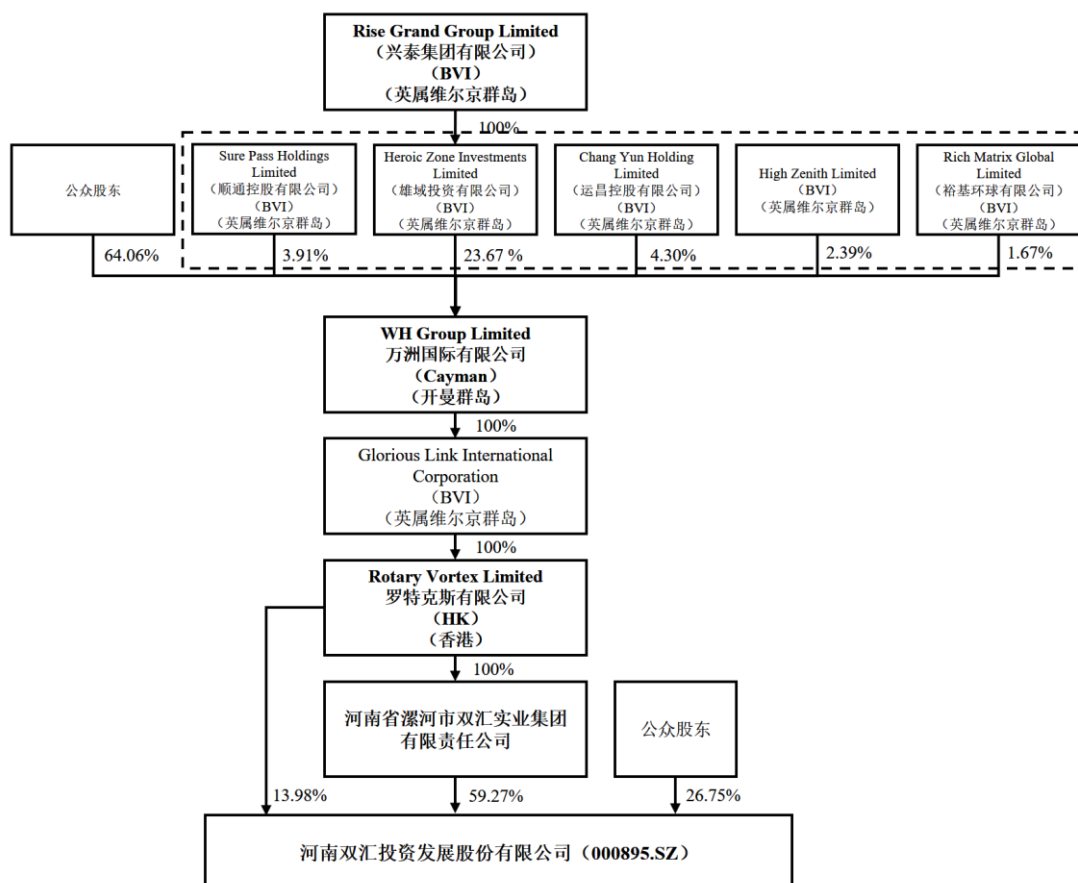 Rise Grand Group Limited
（兴泰集团有限公司）
（BVI）
（英属维尔京群岛）
100%
公众股东
Sure Pass Holdings
Limited
（顺通控股有限公司）
（BVI）
（英属维尔京群岛）
Heroic Zone Investments
Limited
（雄域投资有限公司）
（BVI）
（英属维尔京群岛）
Chang Yun Holding
Limited
（运昌控股有限公司）
（BVI）
（英属维尔京群岛）
High Zenith Limited
（BVI）
（英属维尔京群岛）
Rich Matrix Global
Limited
（裕基环球有限公司）
（BVI）
（英属维尔京群岛）
64.06%
3.91%
23.67 %
4.30%
2.39%
1.67%
WH Group Limited
万洲国际有限公司
（Cayman）
（开曼群岛）
100%
Glorious Link International
Corporation
（BVI）
（英属维尔京群岛）
100%
Rotary Vortex Limited
罗特克斯有限公司
（HK）
（香港）
100%
河南省漯河市双汇实业集团
有限责任公司
公众股东
13.98%
59.27%
26.75%
河南双汇投资发展股份有限公司（000895.SZ）